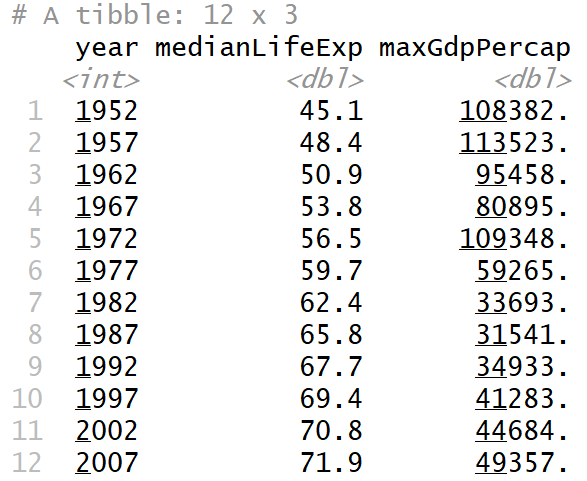 # A tibble: 12 x 3
year medianLifeExp maxGdpPercap
<int> <dbl> <dbl>
1 1952 45.1 108382.
2 1957 48.4 113523.
3 1962 50.9 95458.
4 1967 53.8 80895.
5 1972 56.5 109348.
6 1977 59.7 59265.
7 1982 62.4 33693.
8 1987 65.8 31541.
9 1992 67.7 34933.
10 1997 69.4 41283.
11 2002 70.8 44684.
12 2007 71.9 49357.